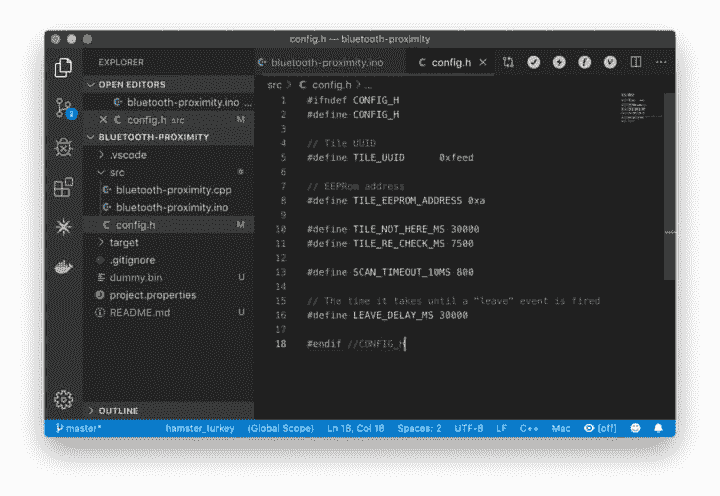 config.h — bluetooth-proximity
EXPLORER
OPEN EDITORS
bluetooth-proximity.ino ...
config.h src M
BLUETOOTH-PROXIMITY
.vscode
src
bluetooth-proximity.cpp
bluetooth-proximity.ino
config.h M
target
.gitignore
dummy.bin U
project.properties
README.md U
OUTLINE
bluetooth-proximity.ino
config.h
src > config.h > ...
1 #ifndef CONFIG_H
2 #define CONFIG_H
3
4 // Tile UUID
5 #define TILE_UUID 0xfeed
6
7 // EEPRom address
8 #define TILE_EEPROM_ADDRESS 0xa
9
10 #define TILE_NOT_HERE_MS 30000
11 #define TILE_RE_CHECK_MS 7500
12
13 #define SCAN_TIMEOUT_10MS 800
14
15 // The time it takes until a "leave" event is fired
16 #define LEAVE_DELAY_MS 30000
17
18 #endif //CONFIG_H
master* hamster_turkey (Global Scope) Ln 18, Col 18 Spaces: 2 UTF-8 LF C++ Mac (off)